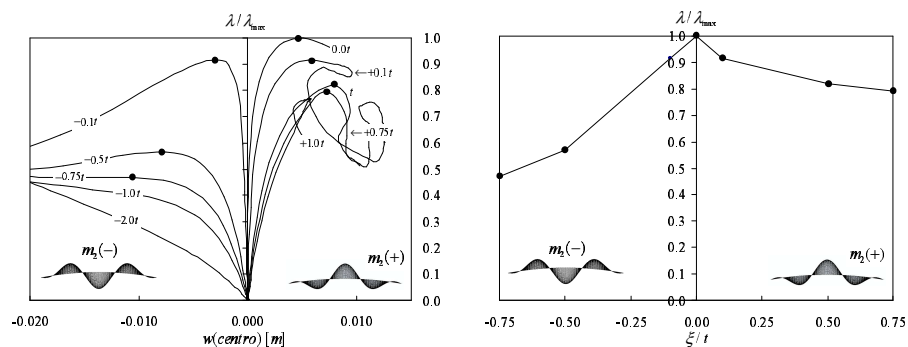 λ/λmax
1.0
0.9
0.8
0.7
0.6
0.5
0.4
0.3
0.2
0.1
0.0
0.0t
←+0.1t
t
←+0.75t
+1.0t
−0.1t
−0.5t
−0.75t
−1.0t
−2.0t
m₂(−)
m₂(+)
-0.020
-0.010
0.000
0.010
w(centro) [m]
λ/λmax
1.0
0.9
0.8
0.7
0.6
0.5
0.4
0.3
0.2
0.1
0.0
m₂(−)
m₂(+)
-0.75
-0.50
-0.25
0.00
0.25
0.50
0.75
ξ/t